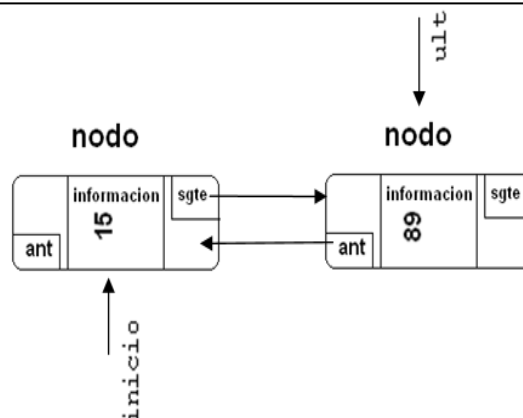 ult
nodo
nodo
informacion
sgte
15
ant
informacion
sgte
89
ant
inicio